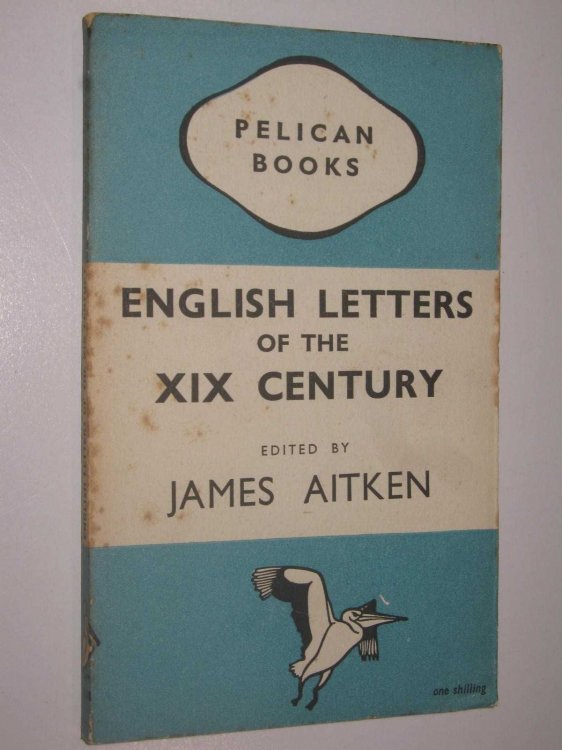 PELICAN
BOOKS
ENGLISH LETTERS
OF THE
XIX CENTURY
EDITED BY
JAMES AITKEN
one shilling